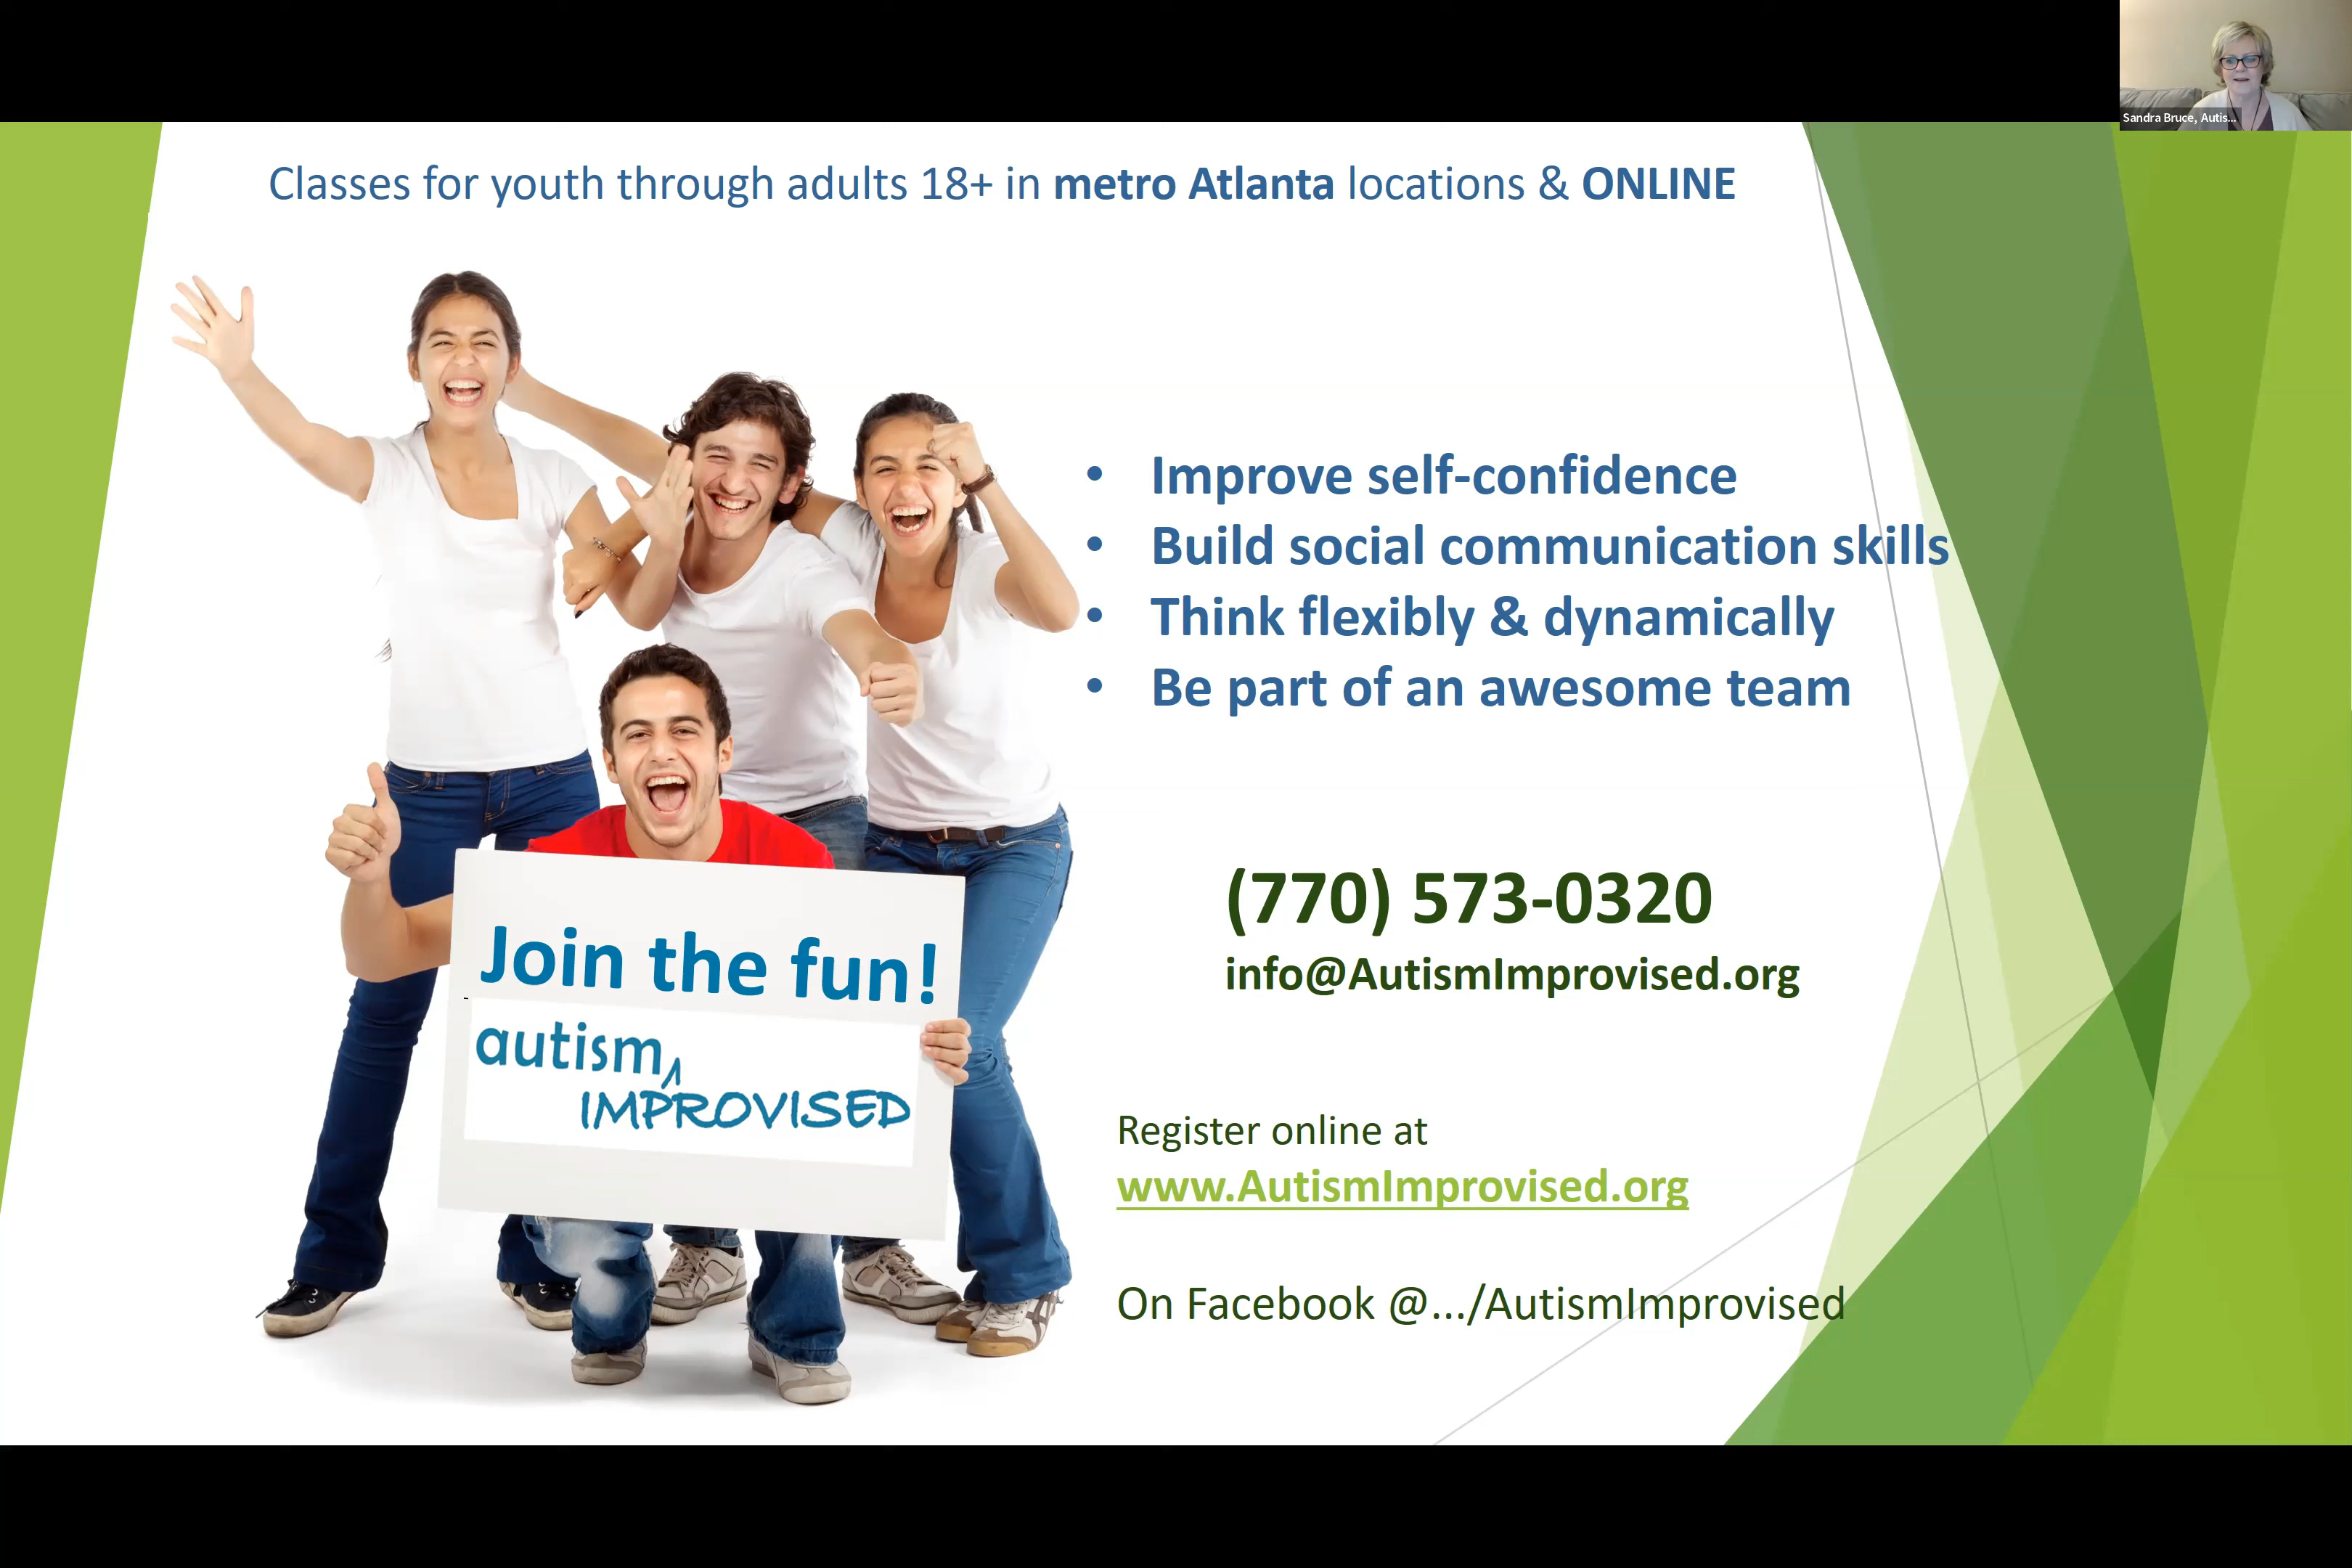 Sandra Bruce, Autis...
Classes for youth through adults 18+ in metro Atlanta locations & ONLINE
• Improve self-confidence
• Build social communication skills
• Think flexibly & dynamically
• Be part of an awesome team
(770) 573-0320
info@AutismImprovised.org
Join the fun!
autism
IMPROVISED
Register online at
www.AutismImprovised.org
On Facebook @.../AutismImprovised